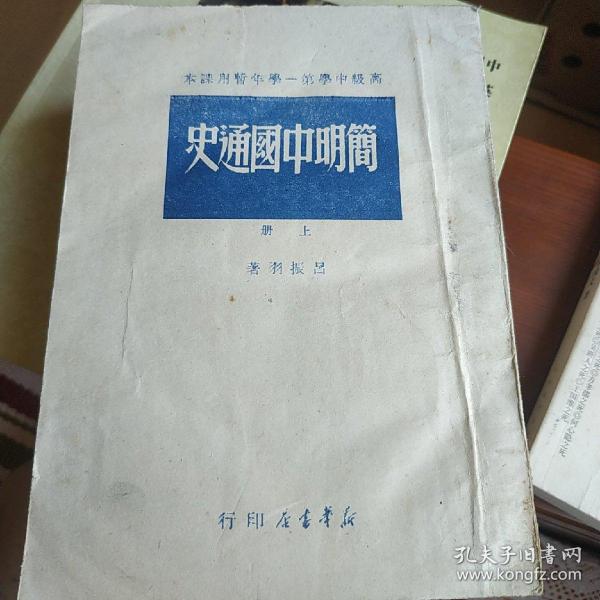 高級中學第一學年暫用課本
簡明中國通史
上 册
呂振羽著
新華書店印行
中
孔夫子旧书网
www.kongfz.com